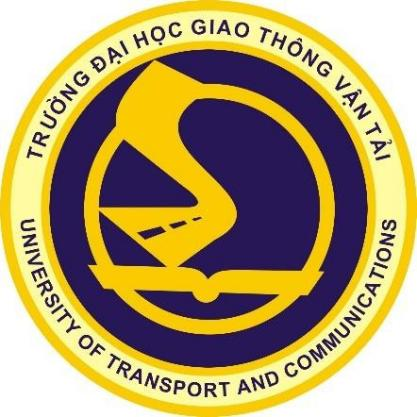 TRƯỜNG ĐẠI HỌC GIAO THÔNG VẬN TẢI
UNIVERSITY OF TRANSPORT AND COMMUNICATIONS